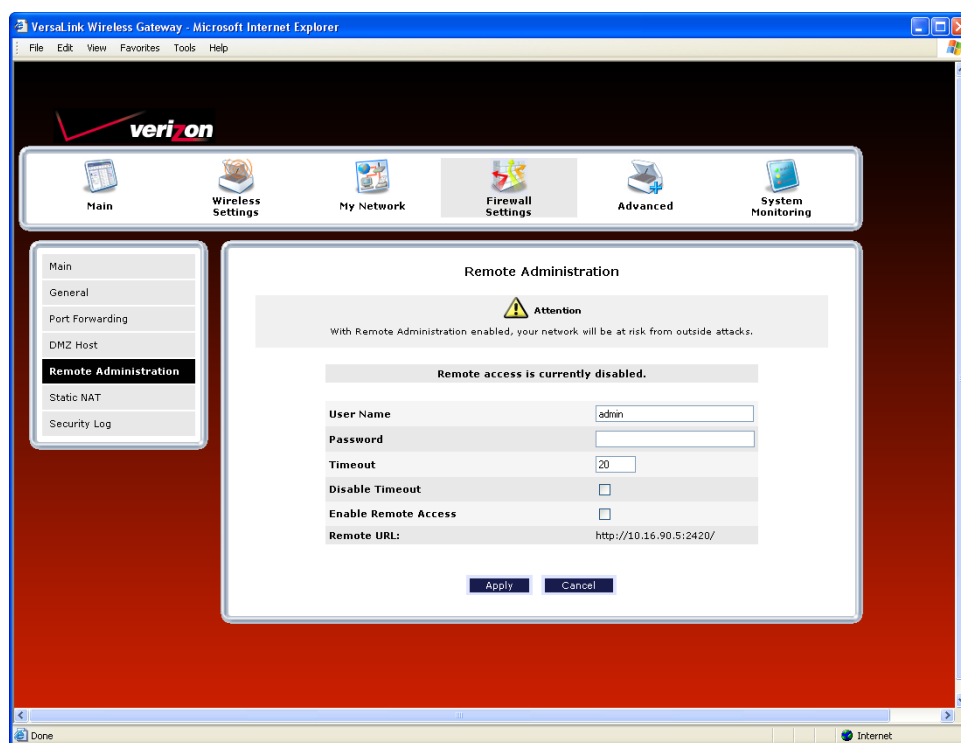 VersaLink Wireless Gateway - Microsoft Internet Explorer
File Edit View Favorites Tools Help
verizon
Main
Wireless Settings
My Network
Firewall Settings
Advanced
System Monitoring
Main
General
Port Forwarding
DMZ Host
Remote Administration
Static NAT
Security Log
Remote Administration
Attention
With Remote Administration enabled, your network will be at risk from outside attacks.
Remote access is currently disabled.
User Name admin
Password
Timeout 20
Disable Timeout
Enable Remote Access
Remote URL: http://10.16.90.5:2420/
Apply Cancel
Done Internet